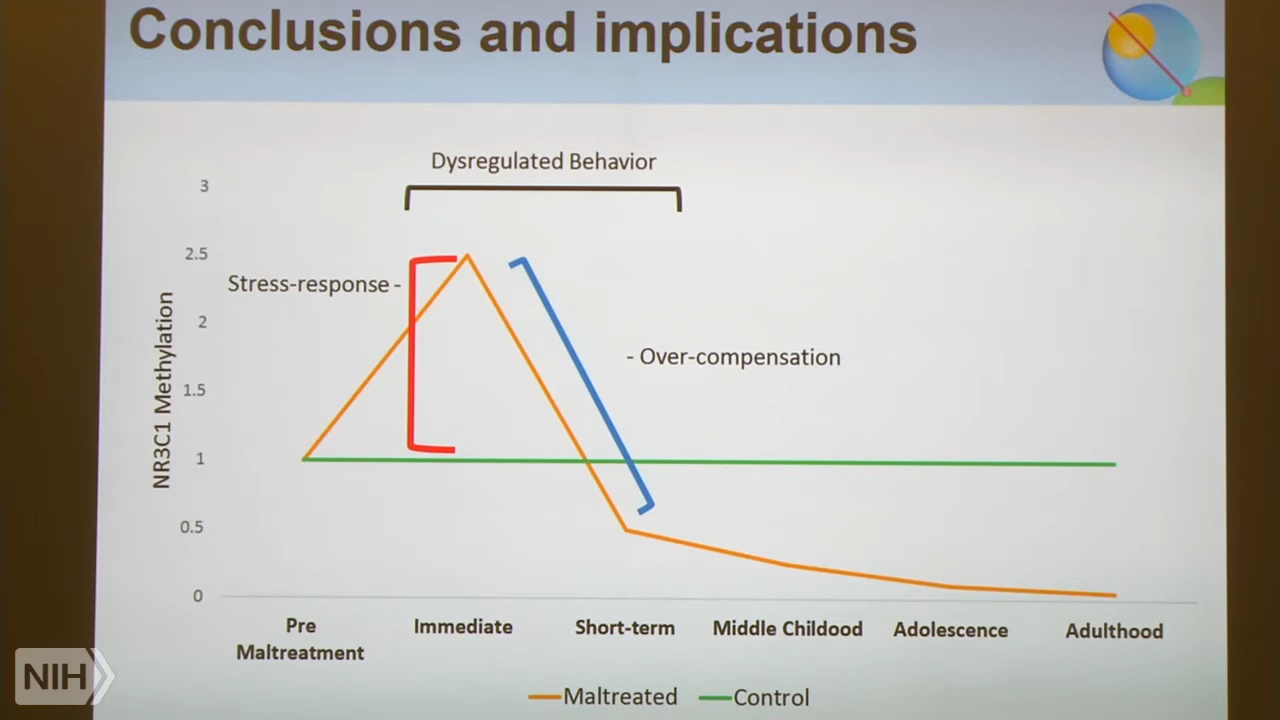 Conclusions and implications
Dysregulated Behavior
3
2.5
Stress-response -
2
- Over-compensation
1.5
NR3C1 Methylation
1
0.5
0
Pre
Maltreatment
Immediate
Short-term
Middle Childood
Adolescence
Adulthood
Maltreated
Control
NIH